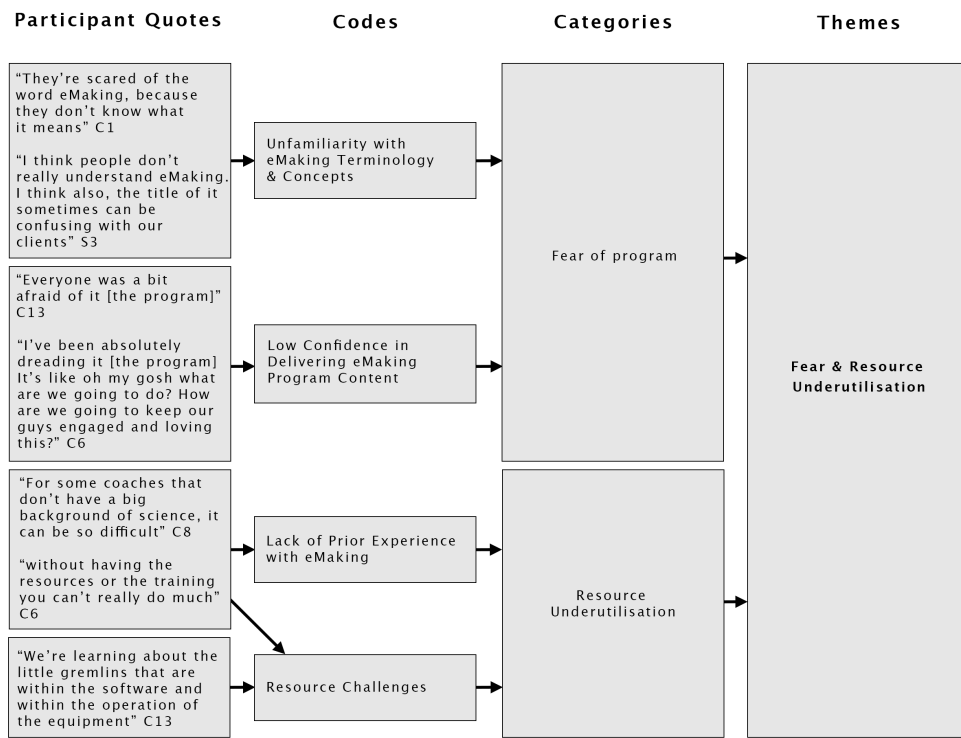 Participant Quotes
Codes
Categories
Themes
“They’re scared of the
word eMaking, because
they don’t know what
it means” C1
“I think people don’t
really understand eMaking.
I think also, the title of it
sometimes can be
confusing with our
clients” S3
Unfamiliarity with
eMaking Terminology
& Concepts
“Everyone was a bit
afraid of it [the program]”
C13
“I’ve been absolutely
dreading it [the program]
It’s like oh my gosh what
are we going to do? How
are we going to keep our
guys engaged and loving
this?” C6
Low Confidence in
Delivering eMaking
Program Content
Fear of program
“For some coaches that
don’t have a big
background of science, it
can be so difficult” C8
“without having the
resources or the training
you can’t really do much”
C6
Lack of Prior Experience
with eMaking
“We’re learning about the
little gremlins that are
within the software and
within the operation of
the equipment” C13
Resource Challenges
Resource
Underutilisation
Fear & Resource
Underutilisation